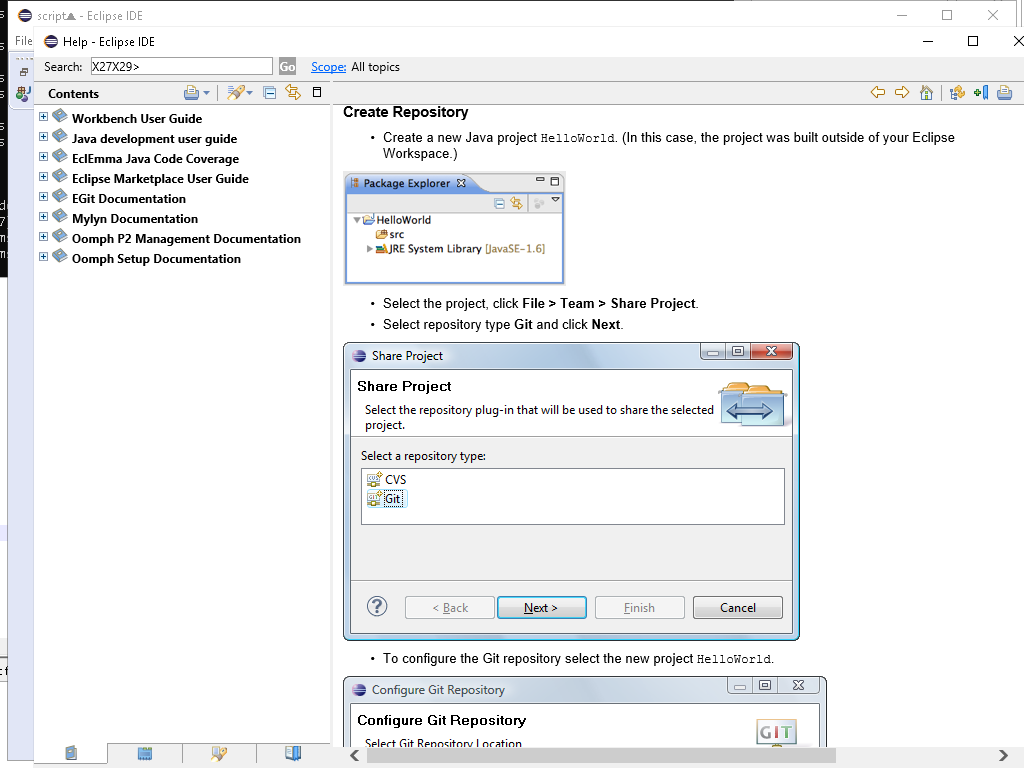 script▲ - Eclipse IDE
File
Help - Eclipse IDE
Search: X27X29> Go Scope: All topics
Contents
Workbench User Guide
Java development user guide
EclEmma Java Code Coverage
Eclipse Marketplace User Guide
EGit Documentation
Mylyn Documentation
Oomph P2 Management Documentation
Oomph Setup Documentation
Create Repository
• Create a new Java project HelloWorld. (In this case, the project was built outside of your Eclipse
Workspace.)
Package Explorer
HelloWorld
src
JRE System Library [JavaSE-1.6]
• Select the project, click File > Team > Share Project.
• Select repository type Git and click Next.
Share Project
Share Project
Select the repository plug-in that will be used to share the selected
project.
Select a repository type:
CVS
Git
? < Back Next > Finish Cancel
• To configure the Git repository select the new project HelloWorld.
Configure Git Repository
Configure Git Repository
GIT
Select Git Repository Location